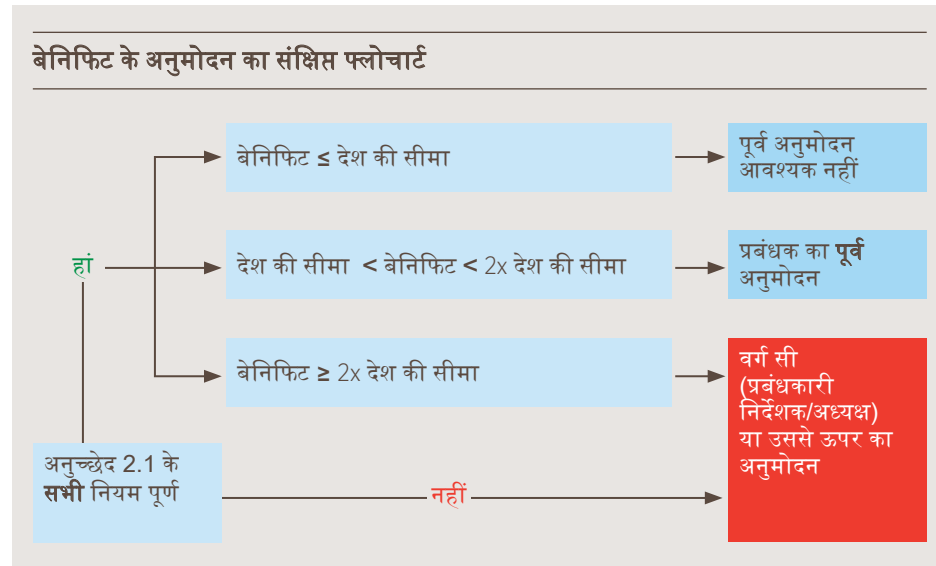 बेनिफिट के अनुमोदन का संक्षिप्त फ्लोचार्ट
बेनिफिट ≤ देश की सीमा
पूर्व अनुमोदन
आवश्यक नहीं
हां
देश की सीमा < बेनिफिट < 2x देश की सीमा
प्रबंधक का पूर्व
अनुमोदन
बेनिफिट ≥ 2x देश की सीमा
वर्ग सी
(प्रबंधकारी
निर्देशक/अध्यक्ष)
या उससे ऊपर का
अनुमोदन
अनुच्छेद 2.1 के
सभी नियम पूर्ण
नहीं